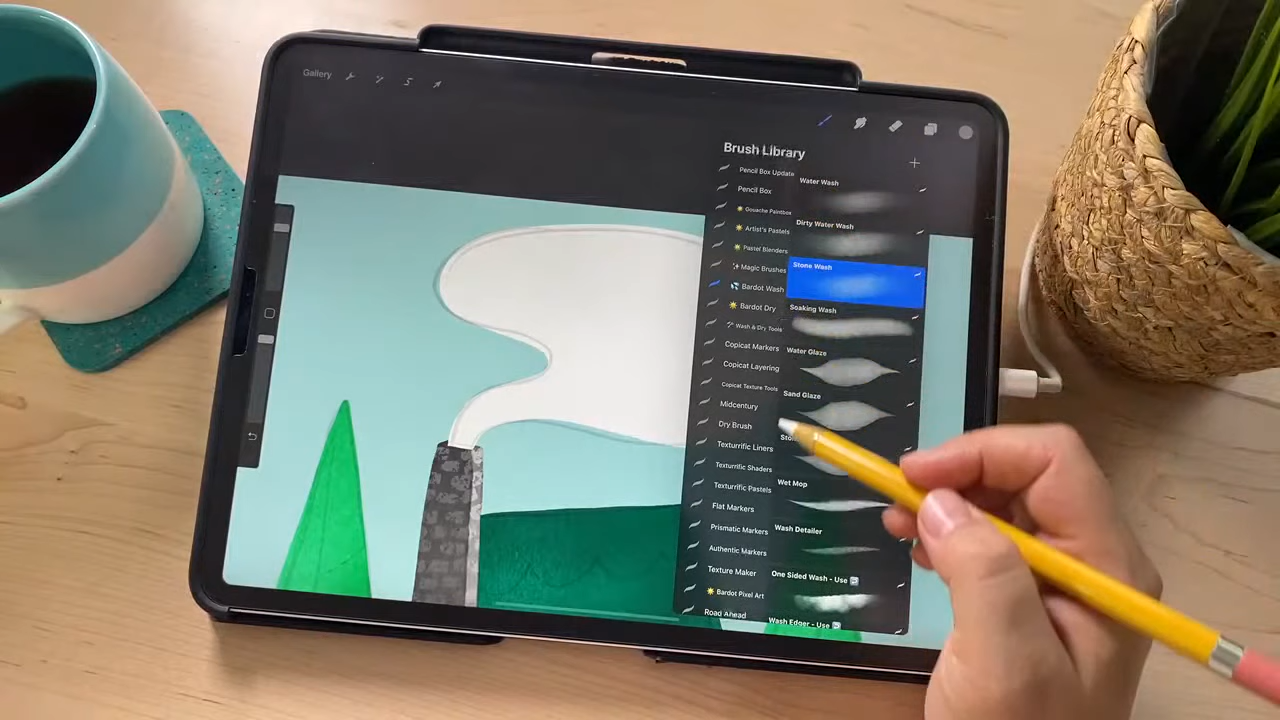 Gallery
Brush Library
Pencil Box Update
Pencil Box
Gouache Paintbox
Artist's Pastels
Pastel Blenders
Magic Brushes
Bardot Wash
Bardot Dry
Wash & Dry Tools
Copicat Markers
Copicat Layering
Copicat Texture Tools
Midcentury
Dry Brush
Texturrific Liners
Texturrific Shaders
Texturrific Pastels
Flat Markers
Prismatic Markers
Authentic Markers
Texture Maker
Bardot Pixel Art
Road Ahead
Water Wash
Dirty Water Wash
Stone Wash
Soaking Wash
Water Glaze
Sand Glaze
Wet Mop
Wash Detailer
One Sided Wash - Use
Wash Edger - Use